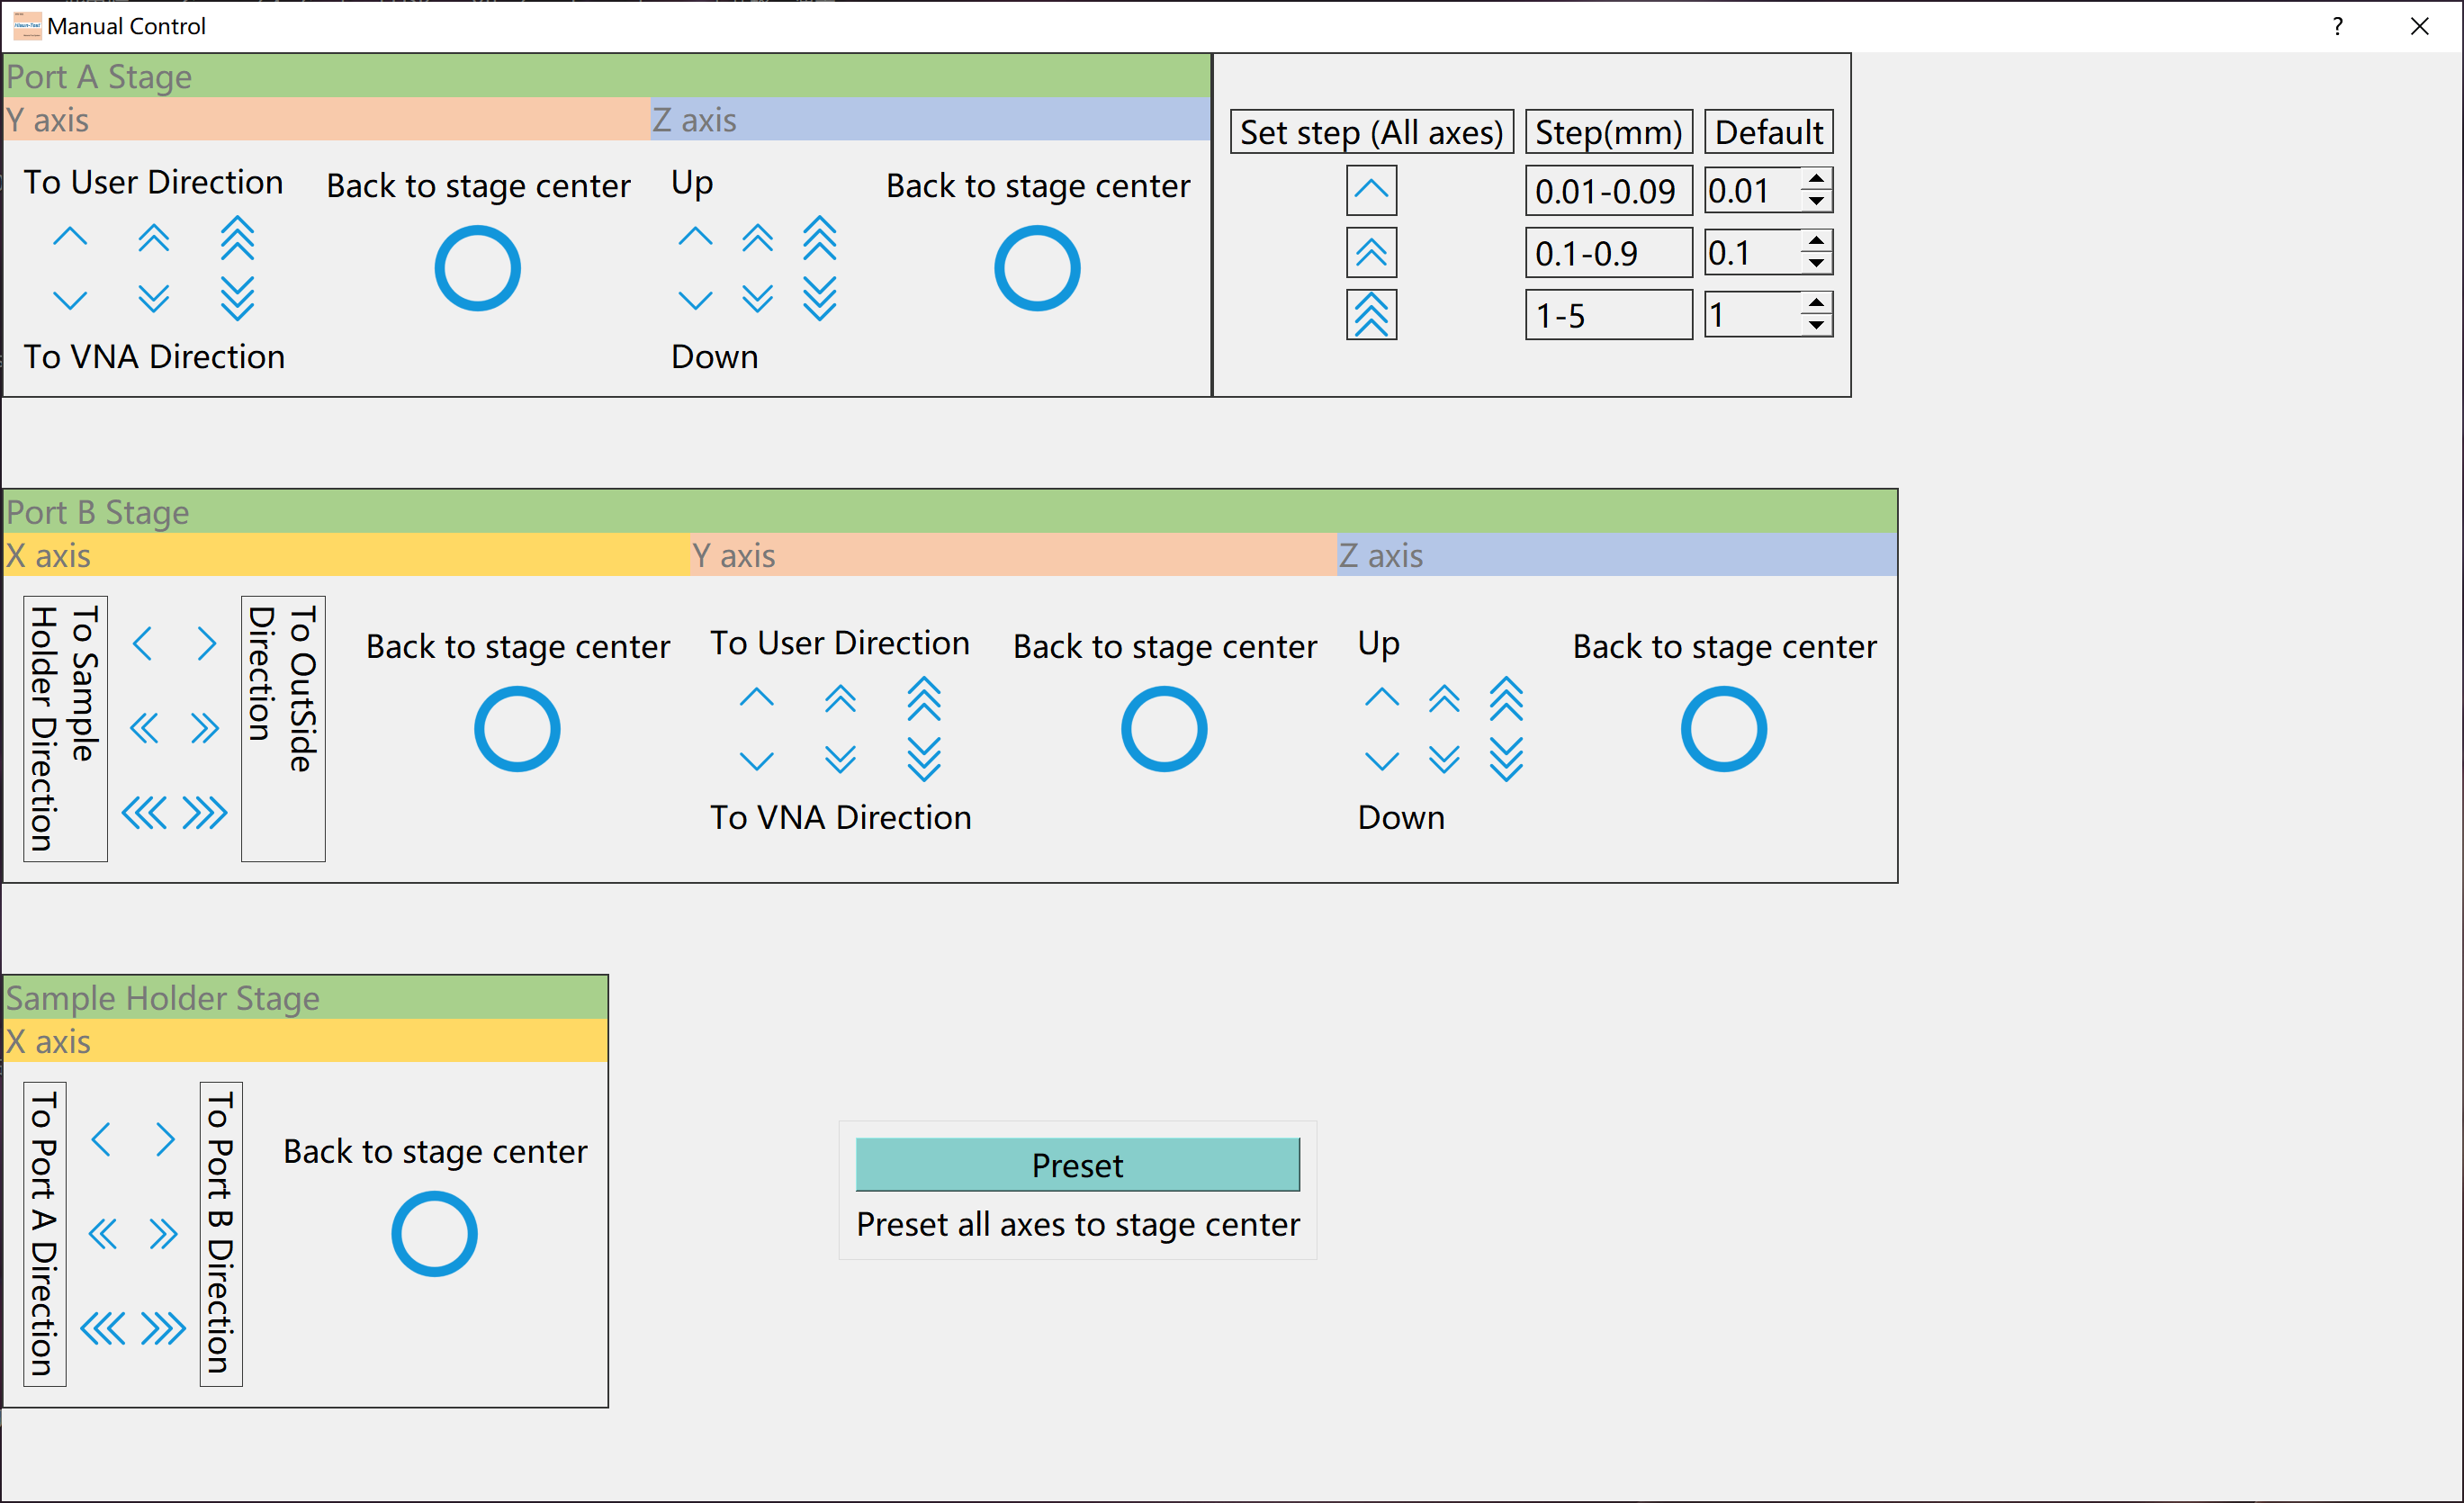 Manual Control
?
Port A Stage
Y axis
Z axis
To User Direction
Back to stage center
To VNA Direction
Up
Back to stage center
Down
Set step (All axes)
Step(mm)
Default
0.01-0.09
0.01
0.1-0.9
0.1
1-5
1
Port B Stage
X axis
Y axis
Z axis
To Sample
Holder Direction
To OutSide
Direction
Back to stage center
To User Direction
Back to stage center
To VNA Direction
Up
Back to stage center
Down
Sample Holder Stage
X axis
To Port A Direction
To Port B Direction
Back to stage center
Preset
Preset all axes to stage center